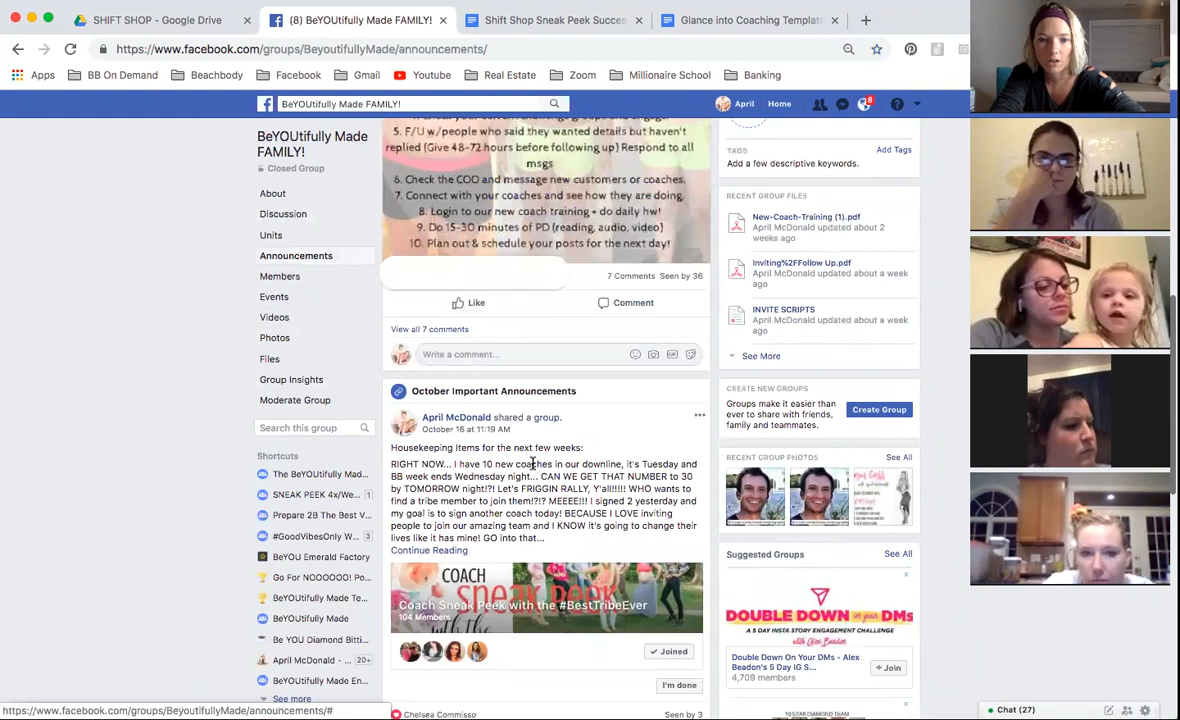 SHIFT SHOP - Google Drive
(8) BeYOUtifully Made FAMILY!
Shift Shop Sneak Peek Succes
Glance into Coaching Templat
https://www.facebook.com/groups/BeyoutifullyMade/announcements/
Apps BB On Demand Beachbody Facebook Gmail Youtube Real Estate Zoom Millionaire School Banking
BeYOUtifully Made FAMILY!
April Home 8
BeYOUtifully Made
FAMILY!
Closed Group
About
Discussion
Units
Announcements
Members
Events
Videos
Photos
Files
Group Insights
Moderate Group
Search this group
Shortcuts
The BeYOUtifully Mad...
SNEAK PEEK 4x/We... 1
Prepare 2B The Best V...
#GoodVibesOnly W... 3
BeYOU Emerald Factory
Go For NOOOOOO! P...
BeYOUtifully Made Te...
BeYOUtifully Made
Be YOU Diamond Bitti...
April McDonald - ... 20+
BeYOUtifully Made En...
See more
https://www.facebook.com/groups/BeyoutifullyMade/announcements/#
5. F/U w/people who said they wanted details but haven't
replied (Give 48-72 hours before following up) Respond to all
msgs
6. Check the COO and message new customers or coaches.
7. Connect with your coaches and see how they are doing.
8. Login to our new coach training + do daily hw!
9. Do 15-30 minutes of PD (reading, audio, video)
10. Plan out & schedule your posts for the next day!
7 Comments Seen by 36
Like Comment
View all 7 comments
Write a comment...
October Important Announcements
April McDonald shared a group.
October 16 at 11:19 AM
Housekeeping Items for the next few weeks:
RIGHT NOW... I have 10 new coaches in our downline, it's Tuesday and
BB week ends Wednesday night... CAN WE GET THAT NUMBER to 30
by TOMORROW night!?! Let's FRIGGIN RALLY, Y'all!!!!! WHO wants to
find a tribe member to join them!?!? MEEEE!!! I signed 2 yesterday and
my goal is to sign another coach today! BECAUSE I LOVE inviting
people to join our amazing team and I KNOW it's going to change their
lives like it has mine! GO into that...
Continue Reading
COACH
sneak peek
with the
Coach Sneak Peek with the #BestTribeEver
104 Members
Joined
I'm done
Chelsea Commisso Seen by 3
TAGS Add Tags
Add a few descriptive keywords.
RECENT GROUP FILES
New-Coach-Training (1).pdf
April McDonald updated about 2
weeks ago
Inviting%2FFollow Up.pdf
April McDonald updated about a week
ago
INVITE SCRIPTS
April McDonald updated about a week
ago
See More
CREATE NEW GROUPS
Groups make it easier than
ever to share with friends,
family and teammates.
Create Group
RECENT GROUP PHOTOS See All
Suggested Groups See All
DOUBLE DOWN in your DMs
A 5 DAY INSTA STORY ENGAGEMENT CHALLENGE
with Alex Beadon
Double Down On Your DMs - Alex
Beadon's 5 Day IG S...
4,709 members
Join
10 STAR DIAMOND TEAM
Chat (27)